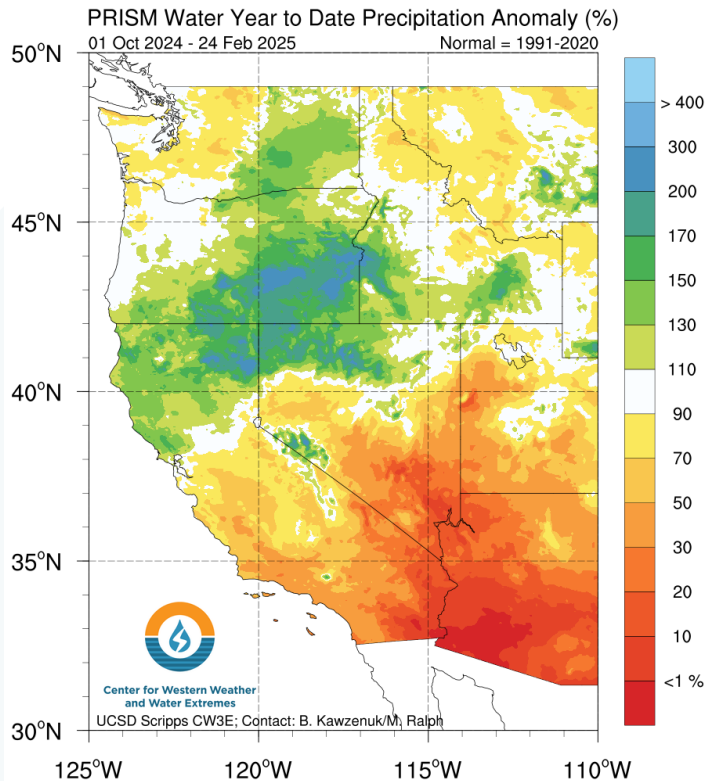 PRISM Water Year to Date Precipitation Anomaly (%)
01 Oct 2024 - 24 Feb 2025 Normal = 1991-2020
50°N
45°N
40°N
35°N
30°N
125°W 120°W 115°W 110°W
> 400
300
200
170
150
130
110
90
70
50
30
20
10
<1 %
Center for Western Weather
and Water Extremes
UCSD Scripps CW3E; Contact: B. Kawzenuk/M. Ralph